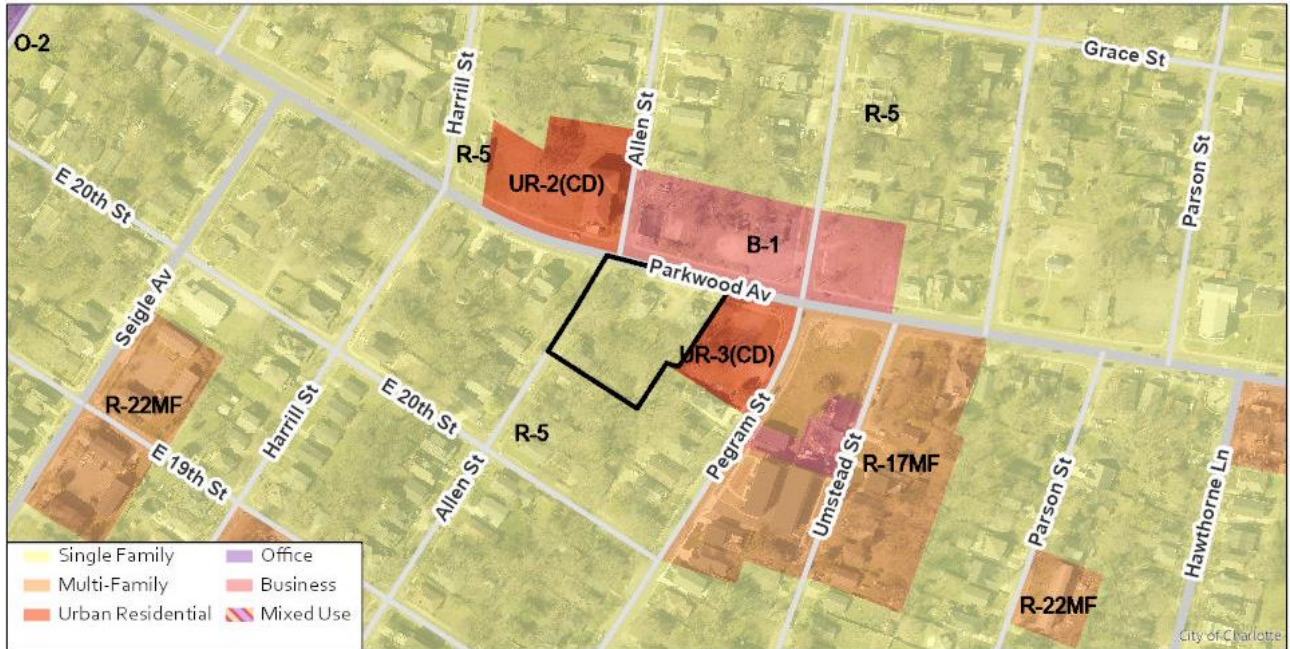 O-2
Grace St
Harrill St
Allen St
R-5
R-5
Parson St
UR-2(CD)
E 20th St
B-1
Parkwood Av
Seigle Av
UR-3(CD)
R-22MF
Harrill St
E 20th St
R-5
Pegram St
R-17MF
E 19th St
Allen St
Umstead St
Parson St
Hawthorne Ln
R-22MF
Single Family
Office
Multi-Family
Business
Urban Residential
Mixed Use
City of Charlotte